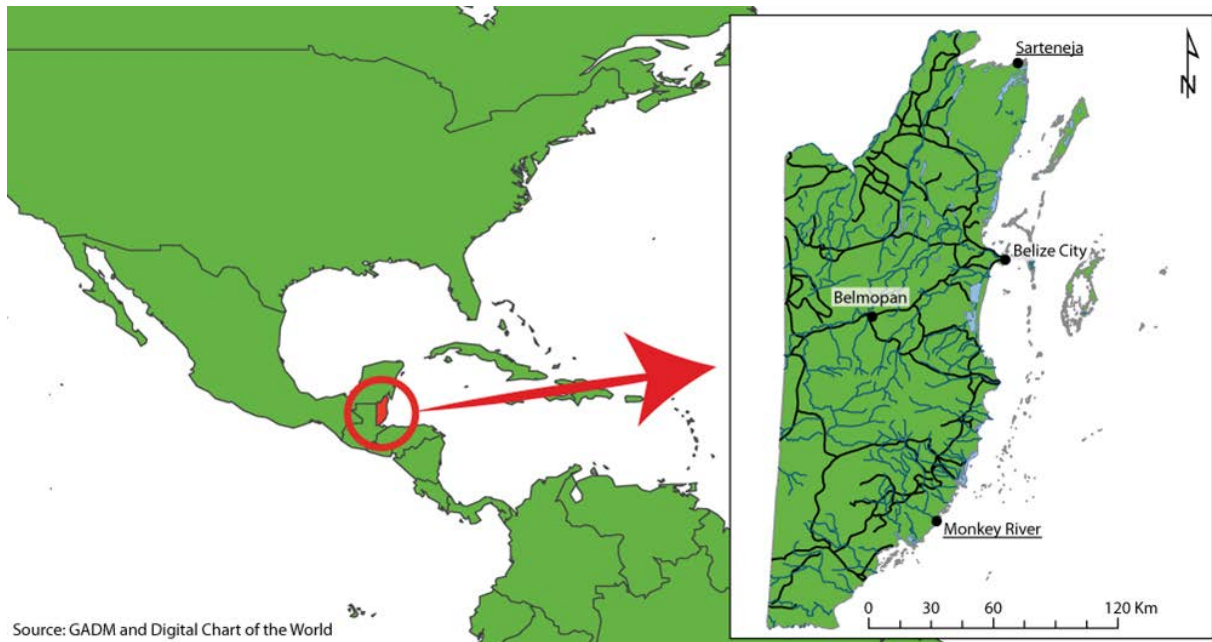 Sarteneja
N
Belize City
Belmopan
Monkey River
0 30 60 120 Km
Source: GADM and Digital Chart of the World